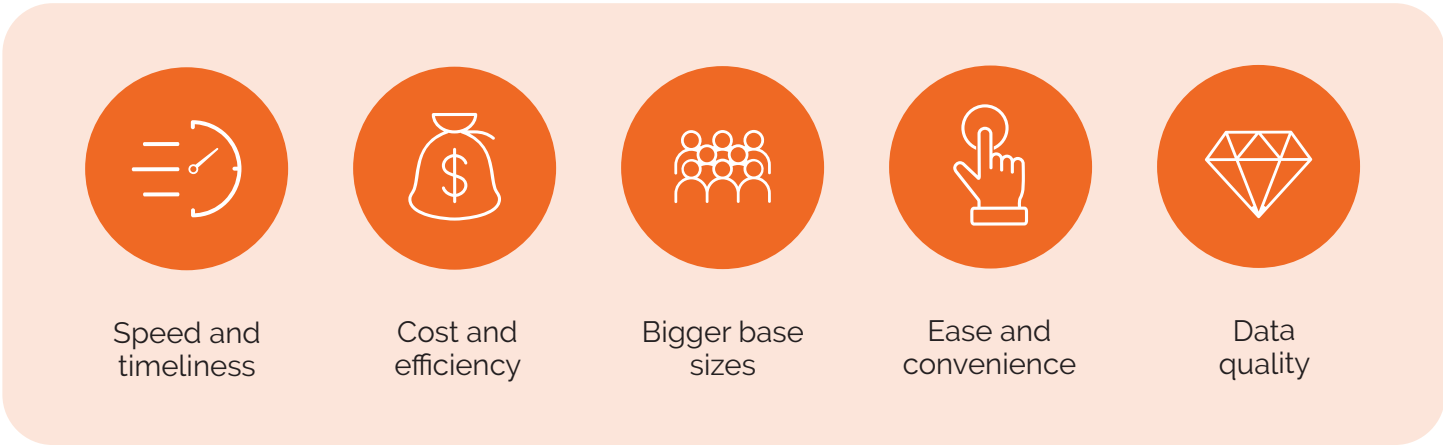 Speed and
timeliness
Cost and
efficiency
Bigger base
sizes
Ease and
convenience
Data
quality